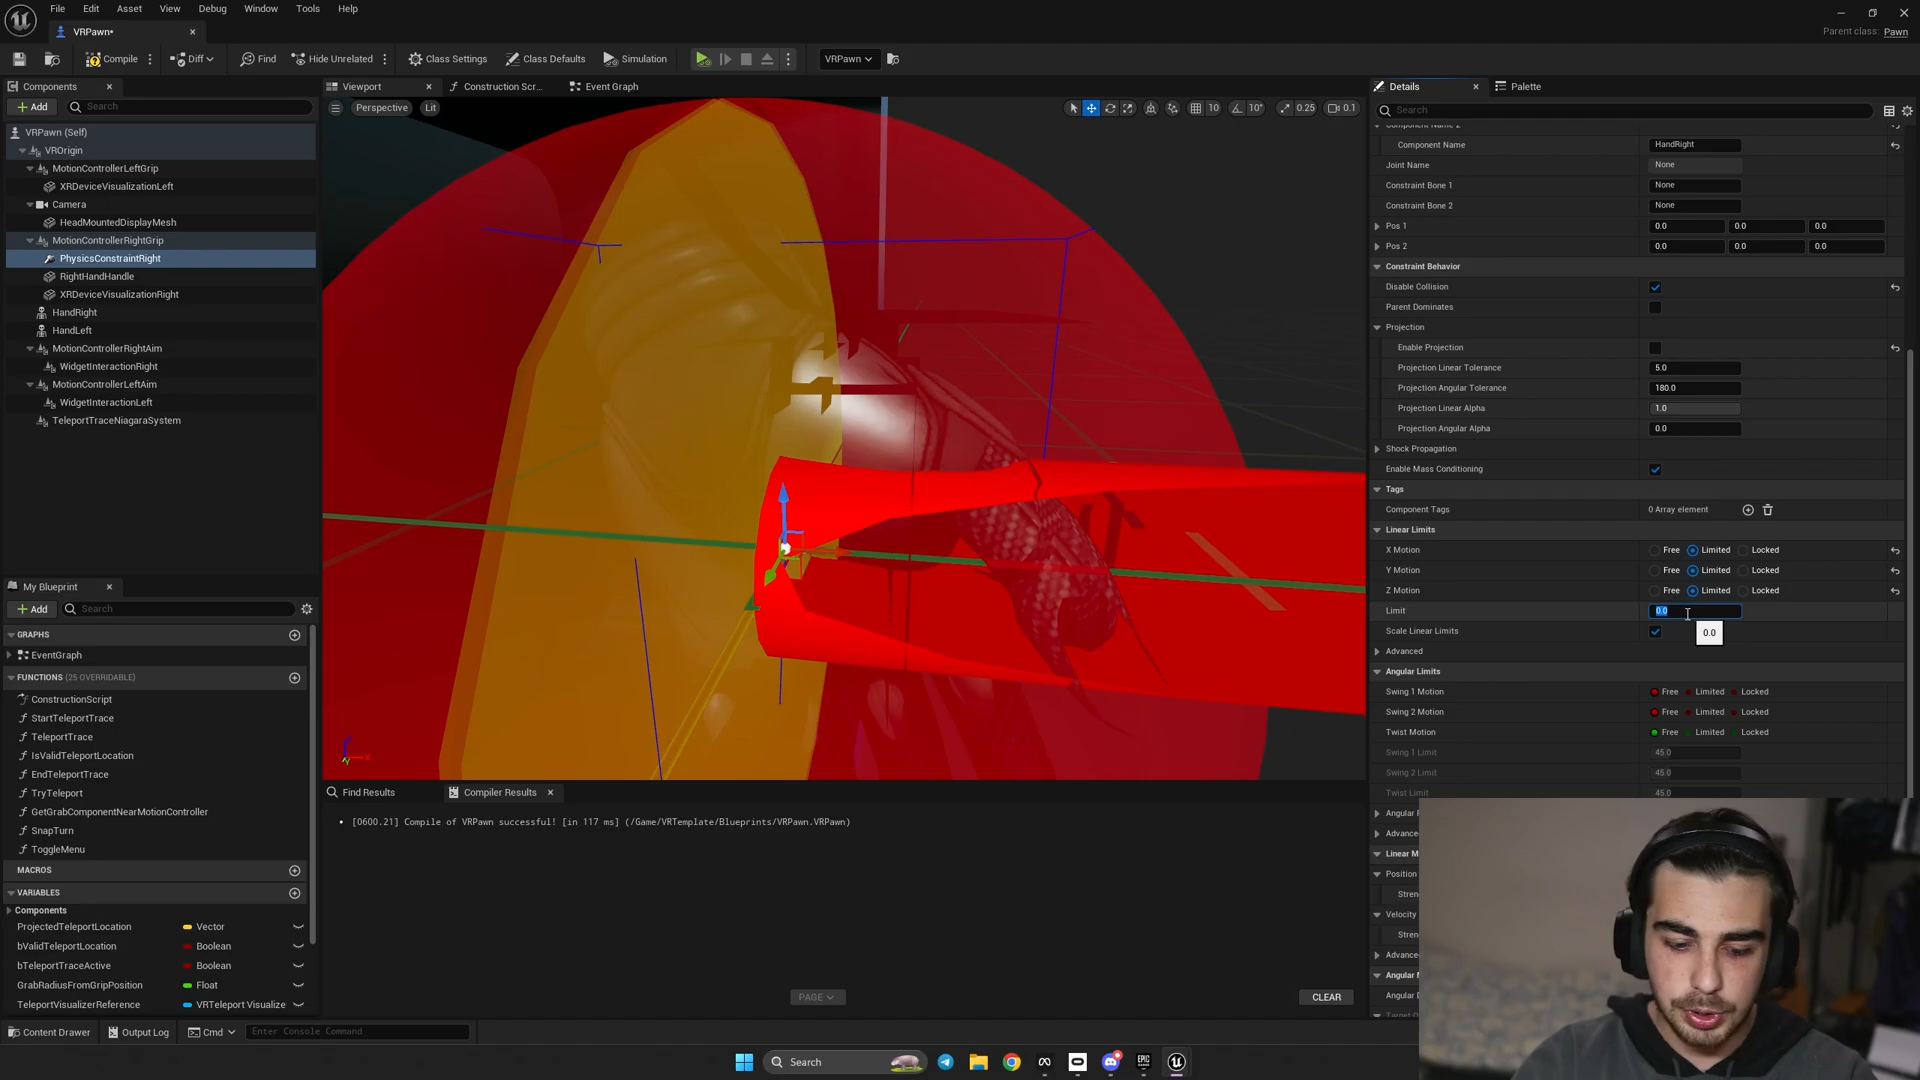 File Edit View Asset Debug Window Tools Help
VRPawn•
Parent class: Pawn
Compile Diff Find Hide Unrelated Class Settings Class Defaults Simulation VRPawn
Components
Viewport Construction Scr... Event Graph
Details Palette
Add Search
Perspective Lit
10 10° 0.25 0.1
Search
VRPawn (Self)
VROrigin
MotionControllerLeftGrip
XRDeviceVisualizationLeft
Camera
HeadMountedDisplayMesh
MotionControllerRightGrip
PhysicsConstraintRight
RightHandHandle
XRDeviceVisualizationRight
HandRight
HandLeft
MotionControllerRightAim
WidgetInteractionRight
MotionControllerLeftAim
WidgetInteractionLeft
TeleportTraceNiagaraSystem
My Blueprint
Add Search
GRAPHS
EventGraph
FUNCTIONS (25 OVERRIDABLE)
ConstructionScript
StartTeleportTrace
TeleportTrace
IsValidTeleportLocation
EndTeleportTrace
TryTeleport
GetGrabComponentNearMotionController
SnapTurn
ToggleMenu
MACROS
VARIABLES
Components
ProjectedTeleportLocation Vector
bValidTeleportLocation Boolean
bTeleportTraceActive Boolean
GrabRadiusFromGripPosition Float
TeleportVisualizerReference VRTeleport Visualize
Find Results Compiler Results
[0600.21] Compile of VRPawn successful! [in 117 ms] (/Game/VRTemplate/Blueprints/VRPawn.VRPawn)
PAGE CLEAR
Component Name HandRight
Joint Name None
Constraint Bone 1 None
Constraint Bone 2 None
Pos 1 0.0 0.0 0.0
Pos 2 0.0 0.0 0.0
Constraint Behavior
Disable Collision
Parent Dominates
Projection
Enable Projection
Projection Linear Tolerance 5.0
Projection Angular Tolerance 180.0
Projection Linear Alpha 1.0
Projection Angular Alpha 0.0
Shock Propagation
Enable Mass Conditioning
Tags
Component Tags 0 Array element
Linear Limits
X Motion Free Limited Locked
Y Motion Free Limited Locked
Z Motion Free Limited Locked
Limit 0.0
0.0
Scale Linear Limits
Advanced
Angular Limits
Swing 1 Motion Free Limited Locked
Swing 2 Motion Free Limited Locked
Twist Motion Free Limited Locked
Swing 1 Limit 45.0
Swing 2 Limit 45.0
Twist Limit 45.0
Content Drawer Output Log Cmd Enter Console Command
Search
EPIC